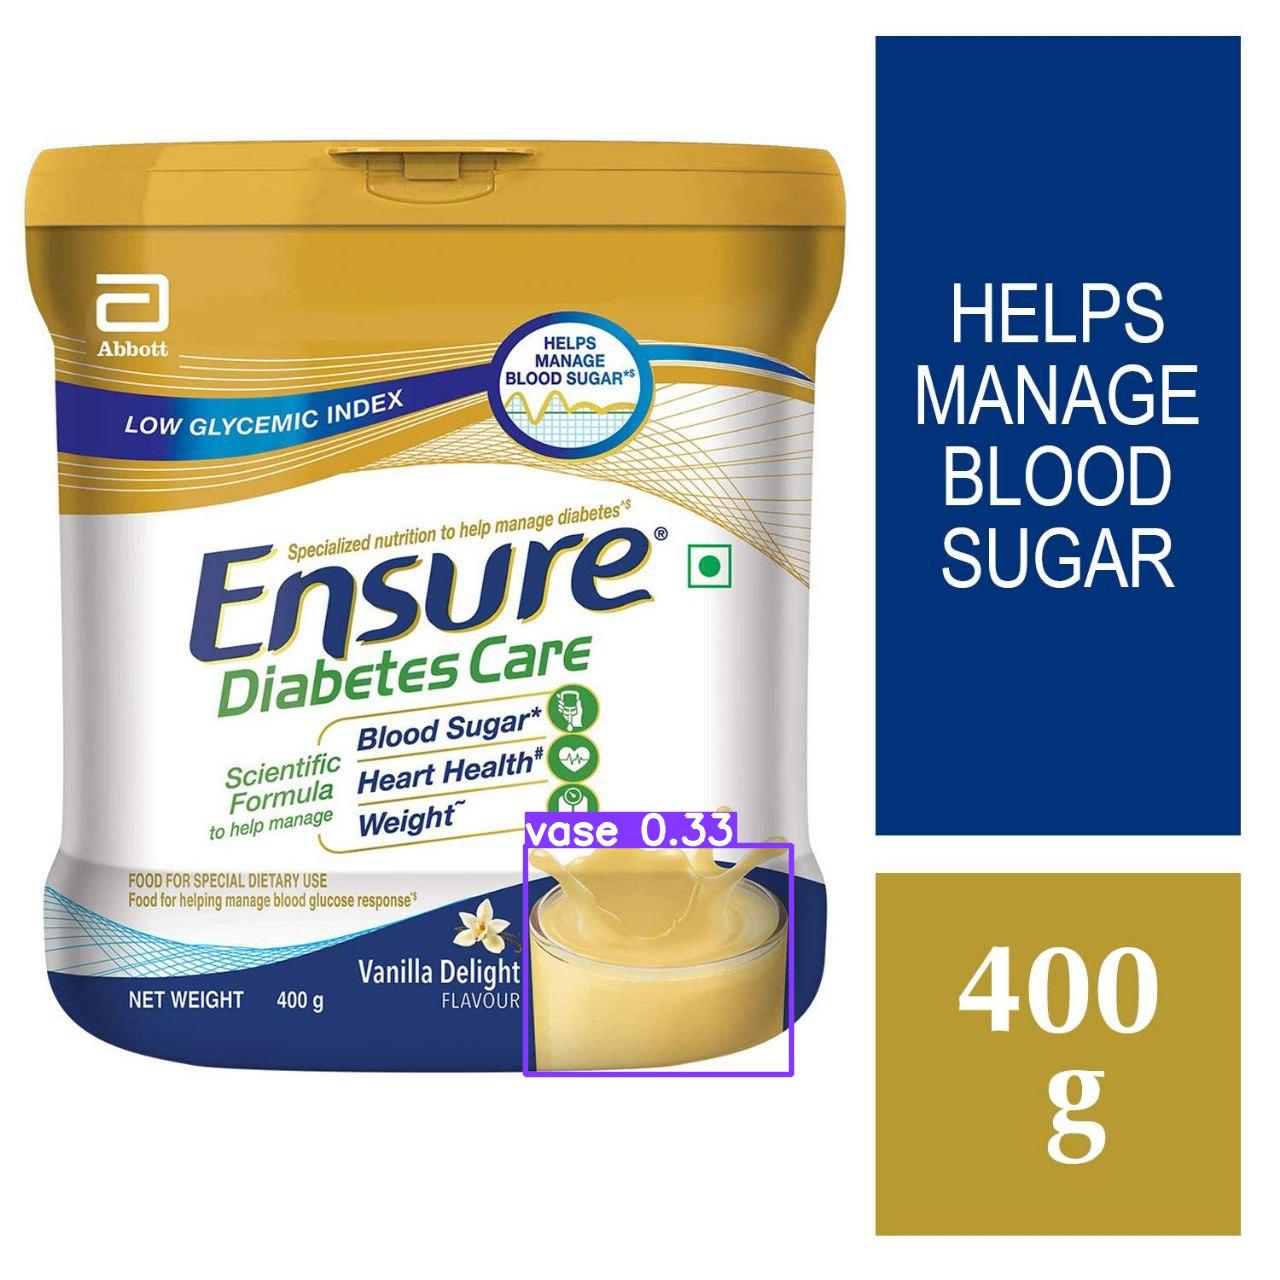 Abbott
HELPS
MANAGE
BLOOD SUGAR*$
LOW GLYCEMIC INDEX
Specialized nutrition to help manage diabetes^$
Ensure®
Diabetes Care
Scientific
Formula
to help manage
Blood Sugar*
Heart Health#
Weight~
vase 0.33
FOOD FOR SPECIAL DIETARY USE
Food for helping manage blood glucose response*$
Vanilla Delight
FLAVOUR
NET WEIGHT 400 g
HELPS
MANAGE
BLOOD
SUGAR
400
g